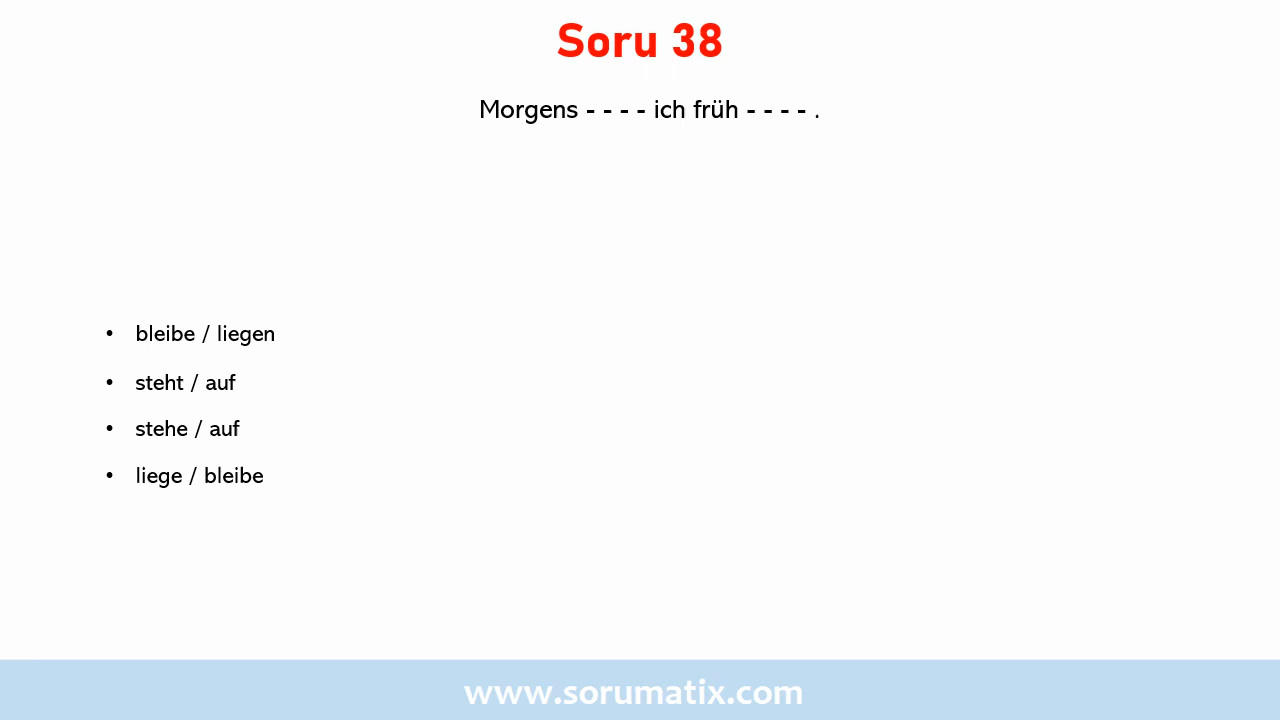 Soru 38
Morgens - - - - ich früh - - - - .
• bleibe / liegen
• steht / auf
• stehe / auf
• liege / bleibe
www.sorumatix.com